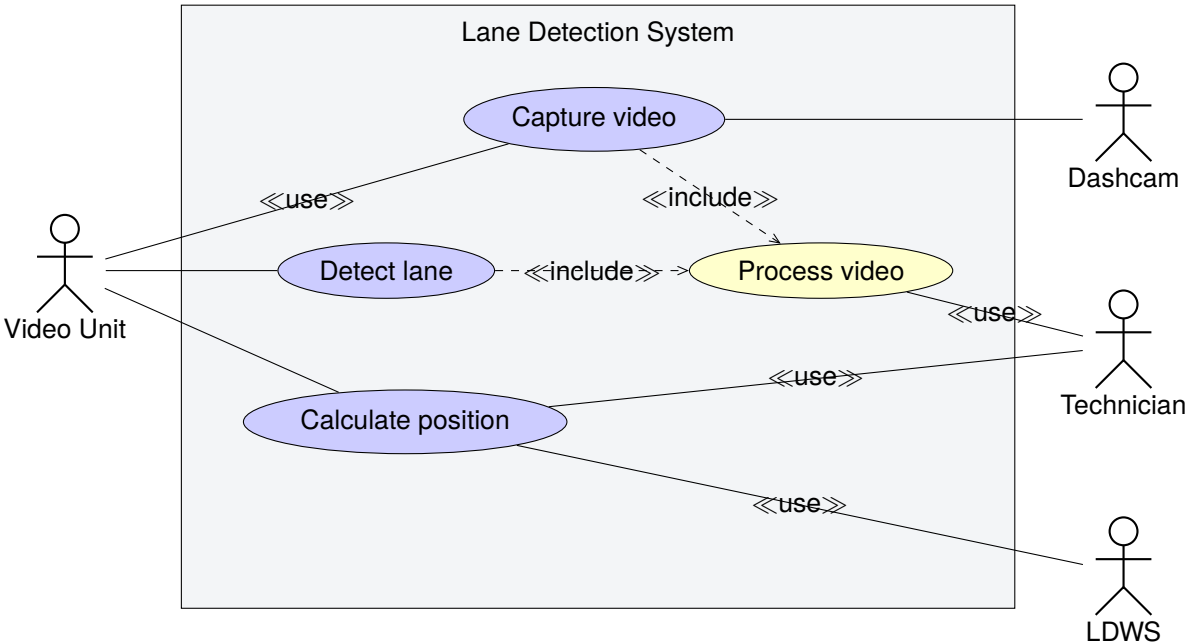 Lane Detection System
Capture video
Dashcam
≪use≫
≪include≫
Video Unit
Detect lane
≪include≫
Process video
≪use≫
Technician
≪use≫
Calculate position
≪use≫
LDWS